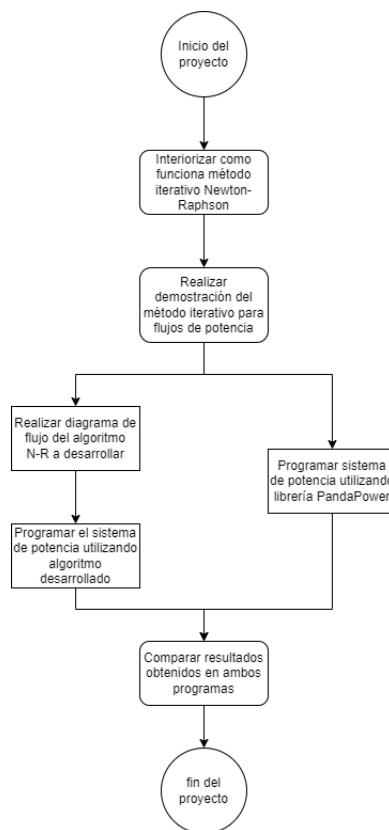 Inicio del
proyecto
Interiorizar como
funciona método
iterativo Newton-
Raphson
Realizar
demostración del
método iterativo para
flujos de potencia
Realizar diagrama de
flujo del algoritmo
N-R a desarrollar
Programar sistema
de potencia utilizando
librería PandaPower
Programar el sistema
de potencia utilizando
algoritmo
desarrollado
Comparar resultados
obtenidos en ambos
programas
fin del
proyecto